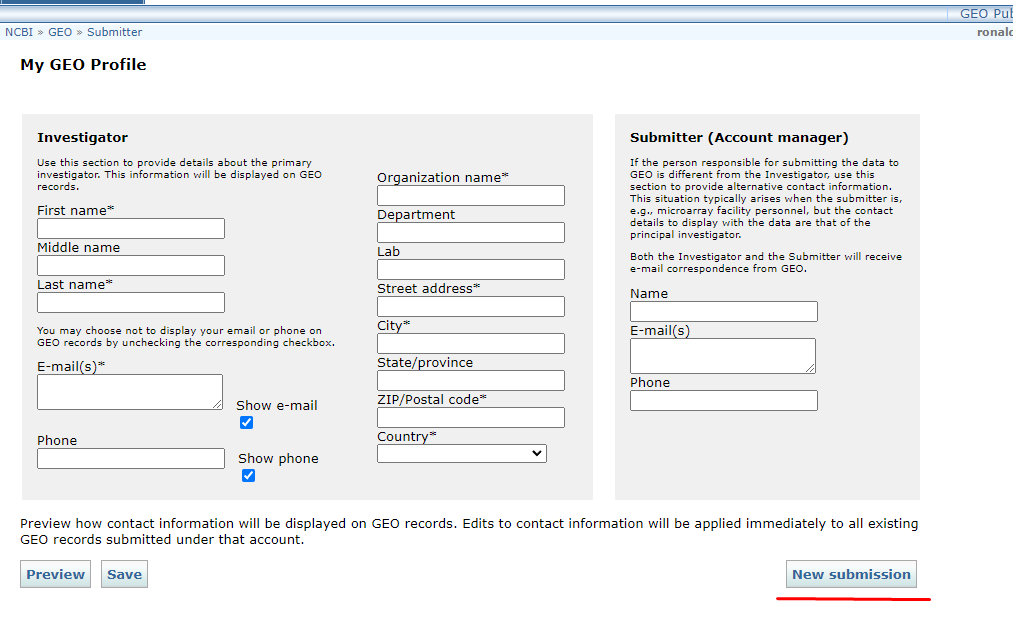 GEO Pub
NCBI » GEO » Submitter
ronald
My GEO Profile
Investigator
Use this section to provide details about the primary
investigator. This information will be displayed on GEO
records.
First name*
Middle name
Last name*
You may choose not to display your email or phone on
GEO records by unchecking the corresponding checkbox.
E-mail(s)*
Show e-mail
Phone
Show phone
Organization name*
Department
Lab
Street address*
City*
State/province
ZIP/Postal code*
Country*
Submitter (Account manager)
If the person responsible for submitting the data to
GEO is different from the Investigator, use this
section to provide alternative contact information.
This situation typically arises when the submitter is,
e.g., microarray facility personnel, but the contact
details to display with the data are that of the
principal investigator.
Both the Investigator and the Submitter will receive
e-mail correspondence from GEO.
Name
E-mail(s)
Phone
Preview how contact information will be displayed on GEO records. Edits to contact information will be applied immediately to all existing
GEO records submitted under that account.
Preview
Save
New submission